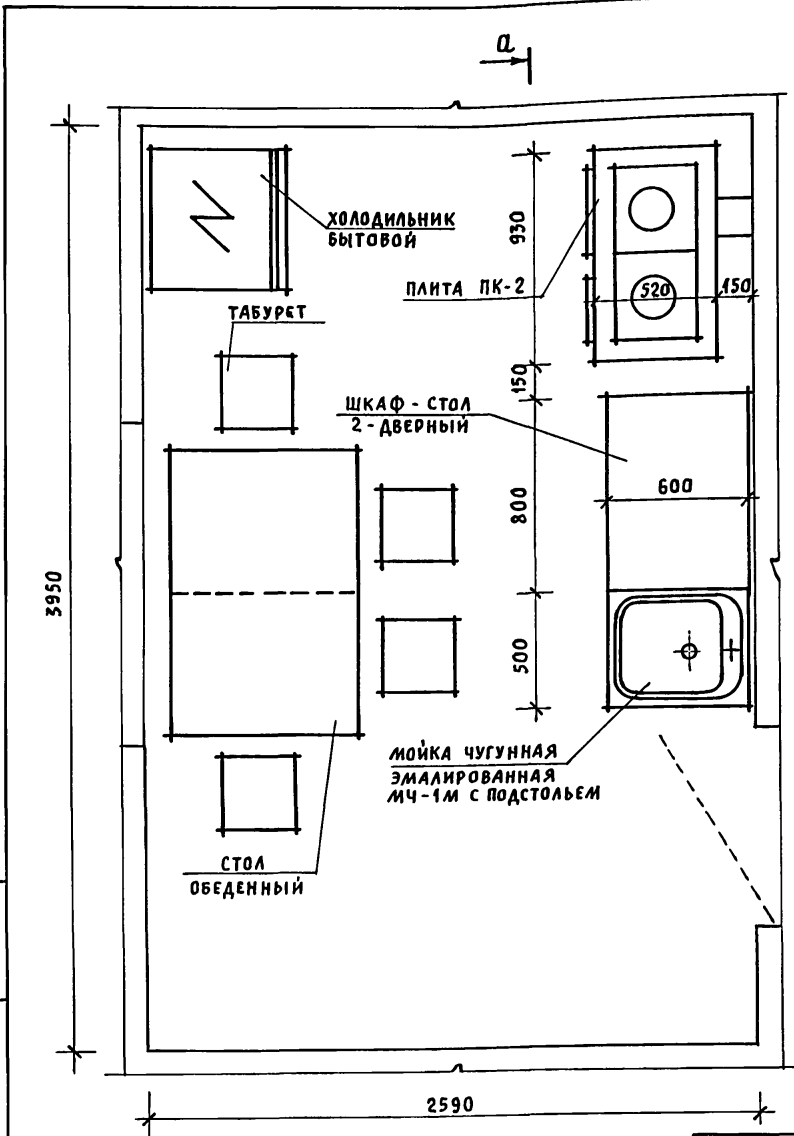 а
ХОЛОДИЛЬНИК
БЫТОВОЙ
930
ПЛИТА ПК-2
520
150
ТАБУРЕТ
150
ШКАФ - СТОЛ
2-ДВЕРНЫЙ
600
800
3950
500
МОЙКА ЧУГУННАЯ
ЭМАЛИРОВАННАЯ
МЧ-1М С ПОДСТОЛЬЕМ
СТОЛ
ОБЕДЕННЫЙ
2590